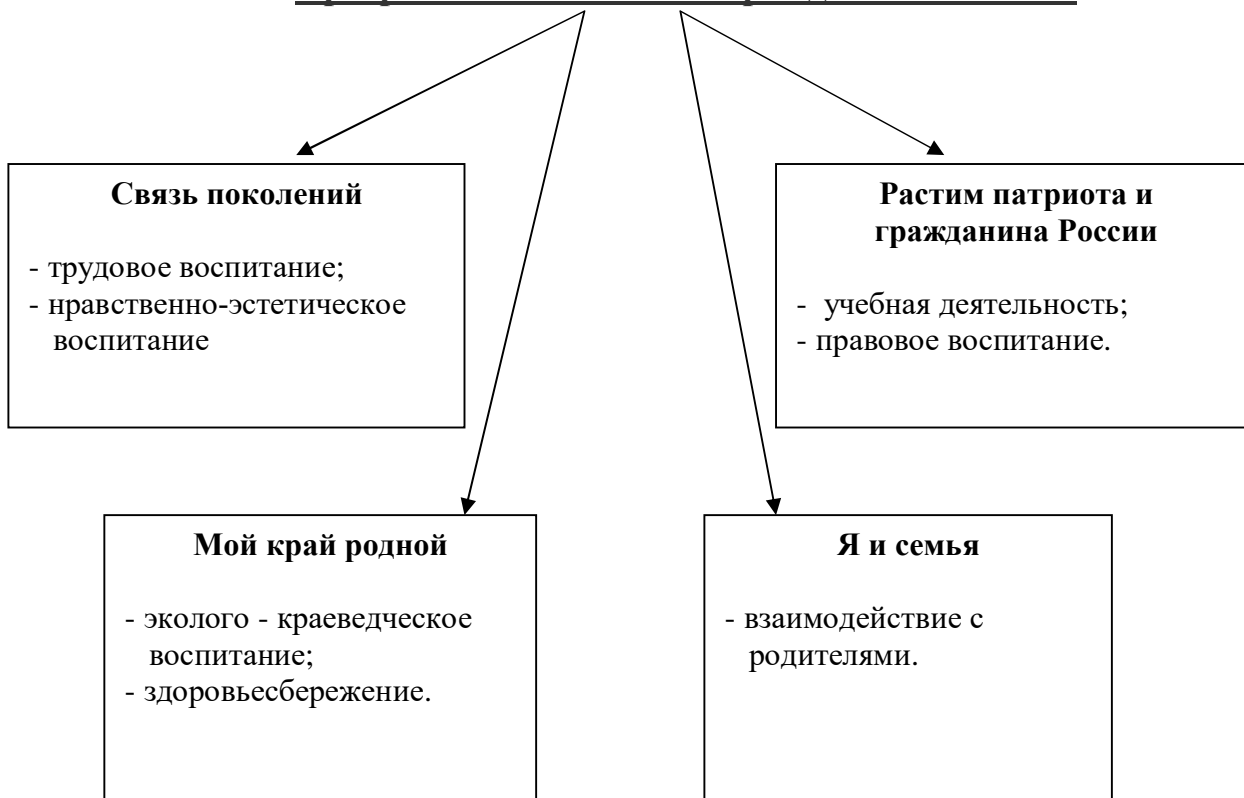 Связь поколений
- трудовое воспитание;
- нравственно-эстетическое
воспитание
Растим патриота и
гражданина России
- учебная деятельность;
- правовое воспитание.
Мой край родной
- эколого - краеведческое
воспитание;
- здоровьесбережение.
Я и семья
- взаимодействие с
родителями.